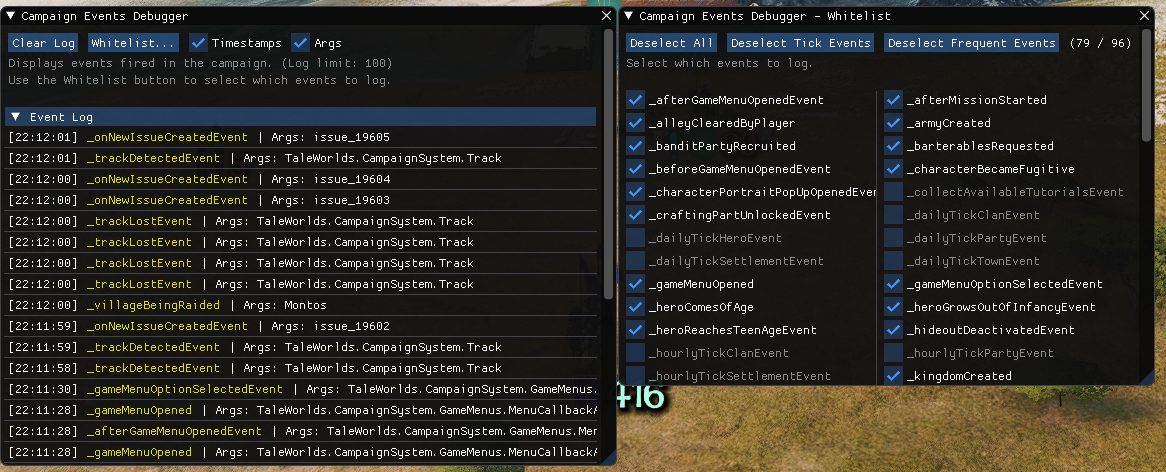 Campaign Events Debugger
Clear Log Whitelist... Timestamps Args
Displays events fired in the campaign. (Log limit: 100)
Use the Whitelist button to select which events to log.
Event Log
[22:12:01] _onNewIssueCreatedEvent | Args: issue_19605
[22:12:01] _trackDetectedEvent | Args: TaleWorlds.CampaignSystem.Track
[22:12:00] _onNewIssueCreatedEvent | Args: issue_19604
[22:12:00] _onNewIssueCreatedEvent | Args: issue_19603
[22:12:00] _trackLostEvent | Args: TaleWorlds.CampaignSystem.Track
[22:12:00] _trackLostEvent | Args: TaleWorlds.CampaignSystem.Track
[22:12:00] _trackLostEvent | Args: TaleWorlds.CampaignSystem.Track
[22:12:00] _trackLostEvent | Args: TaleWorlds.CampaignSystem.Track
[22:12:00] _villageBeingRaided | Args: Montos
[22:11:59] _onNewIssueCreatedEvent | Args: issue_19602
[22:11:59] _trackDetectedEvent | Args: TaleWorlds.CampaignSystem.Track
[22:11:58] _trackDetectedEvent | Args: TaleWorlds.CampaignSystem.Track
[22:11:30] _gameMenuOptionSelectedEvent | Args: TaleWorlds.CampaignSystem.GameMenus.
[22:11:28] _gameMenuOpened | Args: TaleWorlds.CampaignSystem.GameMenus.MenuCallbackA
[22:11:28] _afterGameMenuOpenedEvent | Args: TaleWorlds.CampaignSystem.GameMenus.Men
[22:11:28] _gameMenuOpened | Args: TaleWorlds.CampaignSystem.GameMenus.MenuCallbackA
Campaign Events Debugger - Whitelist
Deselect All Deselect Tick Events Deselect Frequent Events (79 / 96)
Select which events to log.
_afterGameMenuOpenedEvent _afterMissionStarted
_alleyClearedByPlayer _armyCreated
_banditPartyRecruited _barterablesRequested
_beforeGameMenuOpenedEvent _characterBecameFugitive
_characterPortraitPopUpOpenedEven _collectAvailableTutorialsEvent
_craftingPartUnlockedEvent _dailyTickClanEvent
_dailyTickHeroEvent _dailyTickPartyEvent
_dailyTickSettlementEvent _dailyTickTownEvent
_gameMenuOpened _gameMenuOptionSelectedEvent
_heroComesOfAge _heroGrowsOutOfInfancyEvent
_heroReachesTeenAgeEvent _hideoutDeactivatedEvent
_hourlyTickClanEvent _hourlyTickPartyEvent
_hourlyTickSettlementEvent _kingdomCreated
416